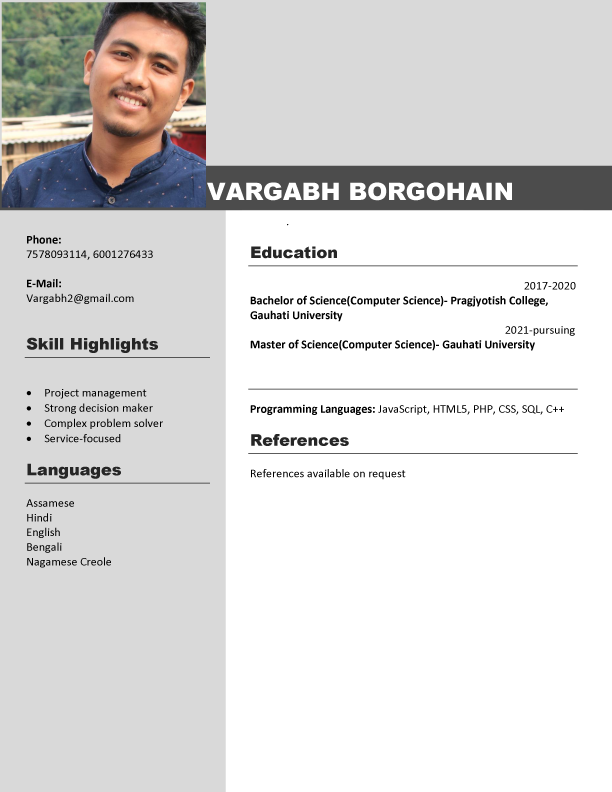 VARGABH BORGOHAIN
Phone:
7578093114, 6001276433
E-Mail:
Vargabh2@gmail.com
Skill Highlights
• Project management
• Strong decision maker
• Complex problem solver
• Service-focused
Languages
Assamese
Hindi
English
Bengali
Nagamese Creole
.
Education
2017-2020
Bachelor of Science(Computer Science)- Pragjyotish College,
Gauhati University
2021-pursuing
Master of Science(Computer Science)- Gauhati University
Programming Languages: JavaScript, HTML5, PHP, CSS, SQL, C++
References
References available on request